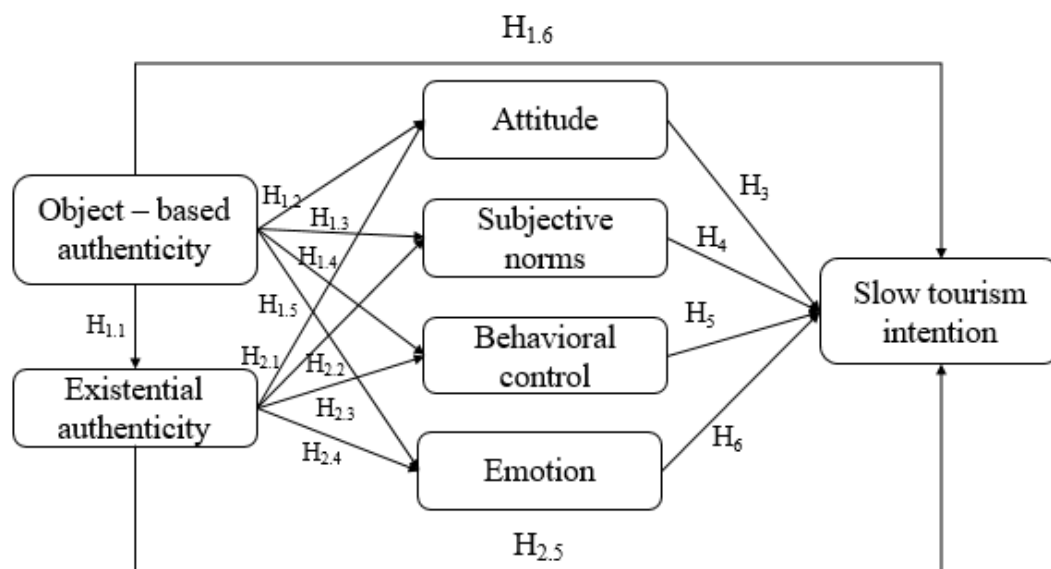 H1.6
Attitude
H3
Object – based
authenticity
H1.2
H1.3
H1.4
H1.5
Subjective
norms
H4
Slow tourism
intention
H1.1
H2.1
H2.2
H2.3
H2.4
Behavioral
control
H5
Existential
authenticity
Emotion
H6
H2.5